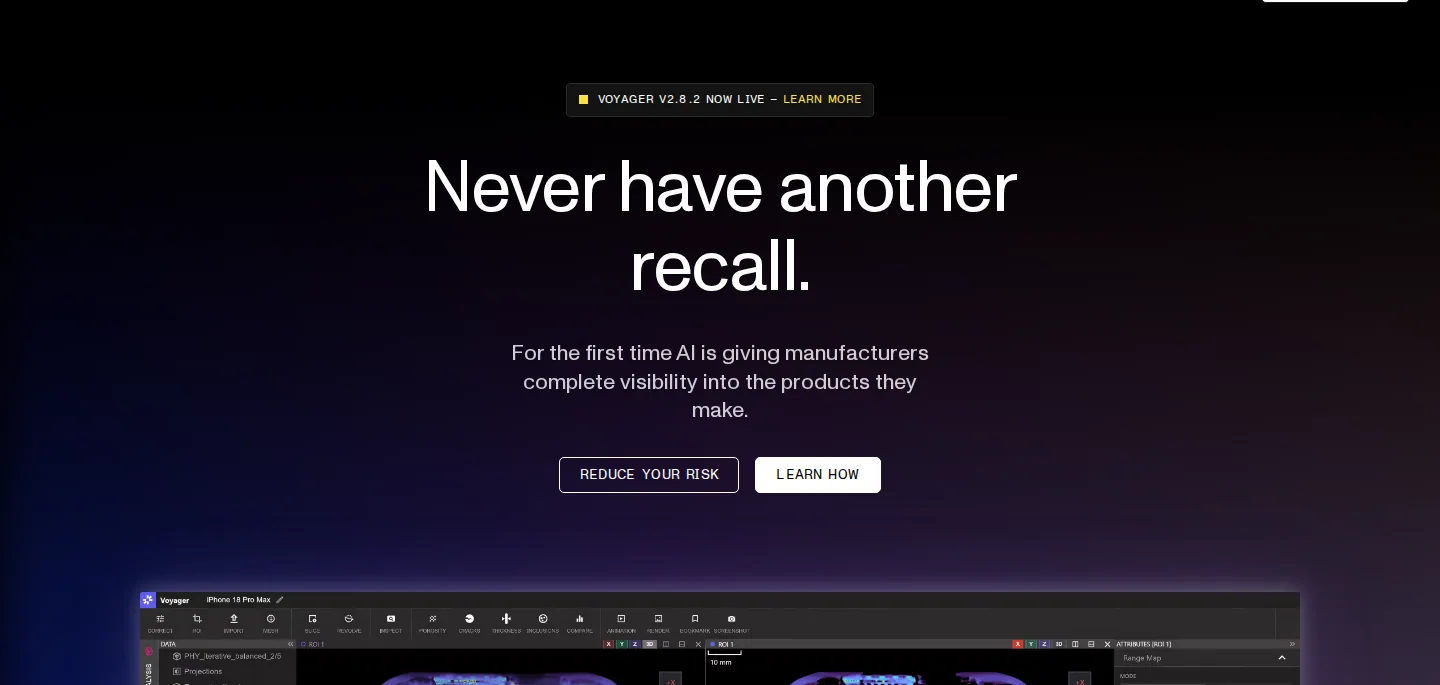 VOYAGER V2.8.2 NOW LIVE – LEARN MORE
Never have another
recall.
For the first time AI is giving manufacturers
complete visibility into the products they
make.
REDUCE YOUR RISK
LEARN HOW
Voyager iPhone 18 Pro Max
CORRECT ROI IMPORT MESH SLICE REVOLVE INSPECT POROSITY CRACKS THICKNESS INCLUSIONS COMPARE ANIMATION RENDER BOOKMARK SCREENSHOT
DATA
ROI 1
X Y Z 3D
ROI 1
X Y Z 3D
ATTRIBUTES [ROI 1]
PHY_iterative_balanced_2/5
10 mm
Range Map
Projections
MODE
+X
+X